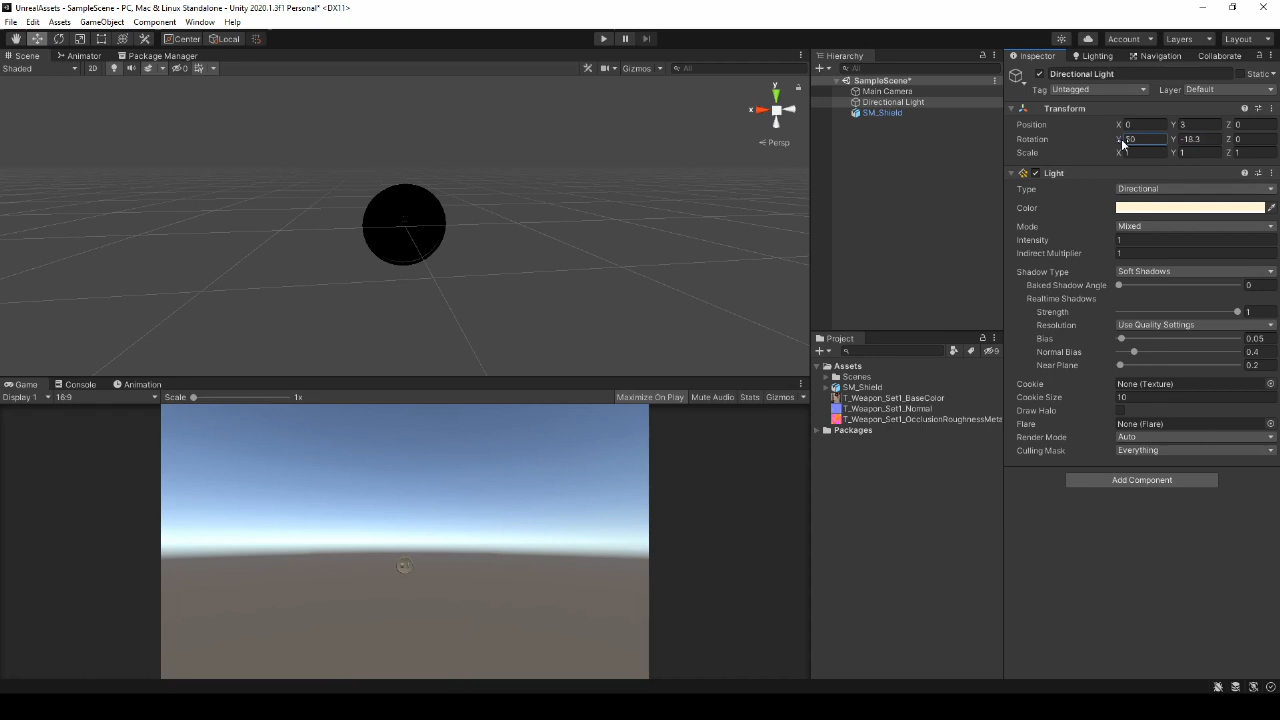 UnrealAssets - SampleScene - PC, Mac & Linux Standalone - Unity 2020.1.3f1 Personal* <DX11>
File Edit Assets GameObject Component Window Help
Center Local Account Layers Layout
Scene Animator Package Manager
Shaded 2D 0 Gizmos All
y
x
Persp
Hierarchy
All
SampleScene*
Main Camera
Directional Light
SM_Shield
Project
9
Assets
Scenes
SM_Shield
T_Weapon_Set1_BaseColor
T_Weapon_Set1_Normal
T_Weapon_Set1_OcclusionRoughnessMeta
Packages
Inspector Lighting Navigation Collaborate
Directional Light Static
Tag Untagged Layer Default
Transform
Position X 0 Y 3 Z 0
Rotation X 50 Y -18.3 Z 0
Scale X 1 Y 1 Z 1
Light
Type Directional
Color
Mode Mixed
Intensity 1
Indirect Multiplier 1
Shadow Type Soft Shadows
Baked Shadow Angle 0
Realtime Shadows
Strength 1
Resolution Use Quality Settings
Bias 0.05
Normal Bias 0.4
Near Plane 0.2
Cookie None (Texture)
Cookie Size 10
Draw Halo
Flare None (Flare)
Render Mode Auto
Culling Mask Everything
Add Component
Game Console Animation
Display 1 16:9 Scale 1x Maximize On Play Mute Audio Stats Gizmos